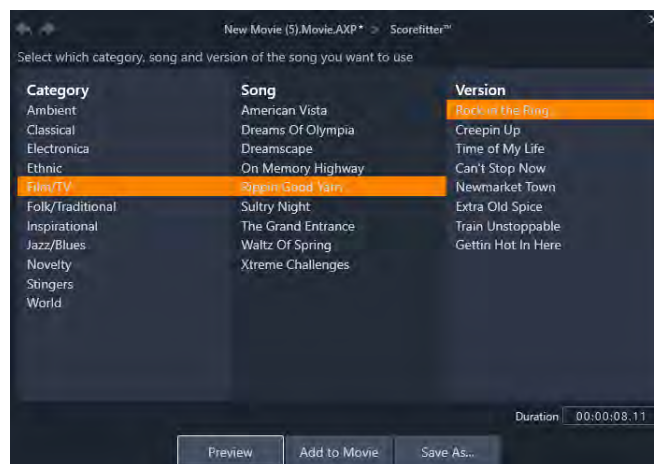 New Movie (5).Movie.AXP* > Scorefitter™
Select which category, song and version of the song you want to use
Category
Ambient
Classical
Electronica
Ethnic
Film/TV
Folk/Traditional
Inspirational
Jazz/Blues
Novelty
Stingers
World
Song
American Vista
Dreams Of Olympia
Dreamscape
On Memory Highway
Rippin Good Yarn
Sultry Night
The Grand Entrance
Waltz Of Spring
Xtreme Challenges
Version
Rock in the Ring
Creepin Up
Time of My Life
Can't Stop Now
Newmarket Town
Extra Old Spice
Train Unstoppable
Gettin Hot In Here
Duration 00:00:08.11
Preview Add to Movie Save As...